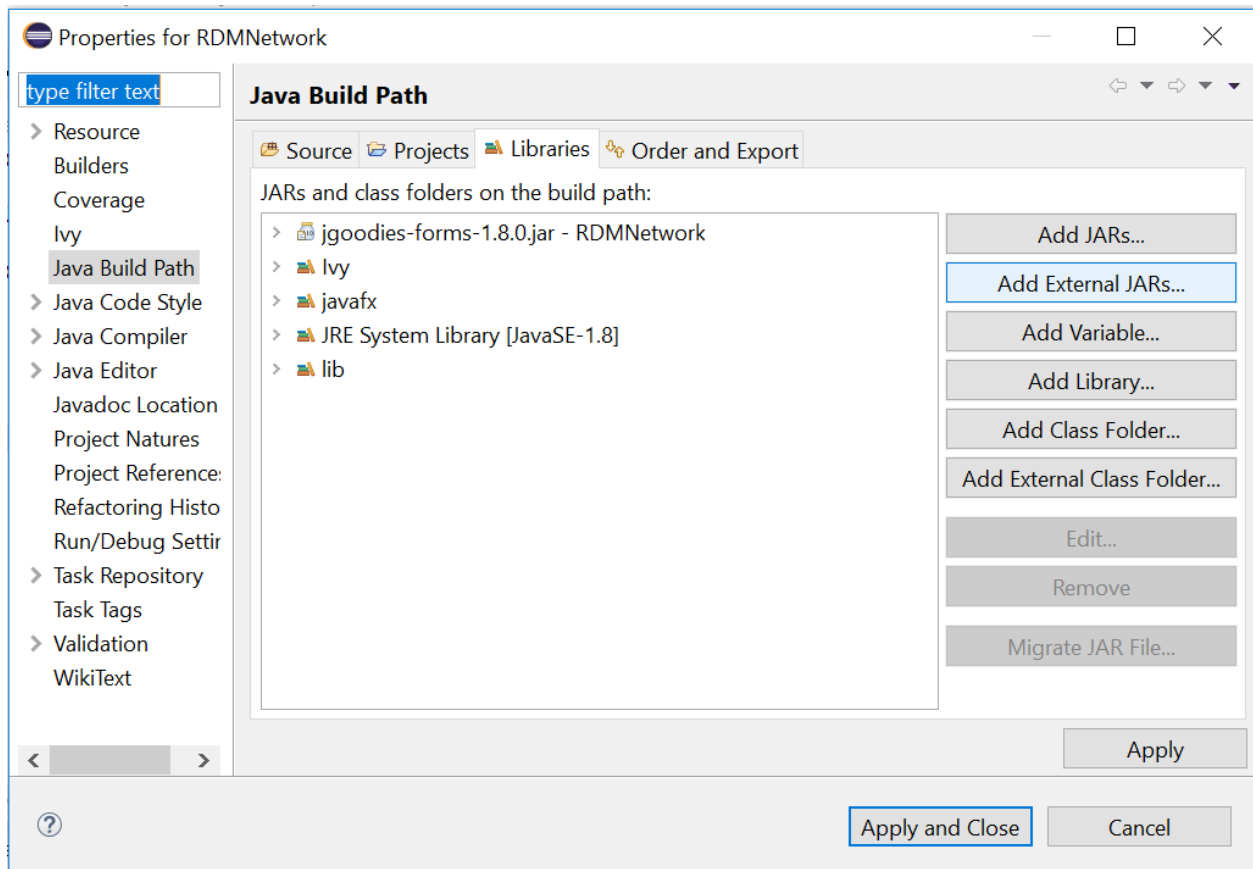 Properties for RDMNetwork
type filter text
Resource
Builders
Coverage
Ivy
Java Build Path
Java Code Style
Java Compiler
Java Editor
Javadoc Location
Project Natures
Project Reference
Refactoring Histo
Run/Debug Settin
Task Repository
Task Tags
Validation
WikiText
Java Build Path
Source Projects Libraries Order and Export
JARs and class folders on the build path:
jgoodies-forms-1.8.0.jar - RDMNetwork
Ivy
javafx
JRE System Library [JavaSE-1.8]
lib
Add JARs...
Add External JARs...
Add Variable...
Add Library...
Add Class Folder...
Add External Class Folder...
Edit...
Remove
Migrate JAR File...
Apply
Apply and Close Cancel